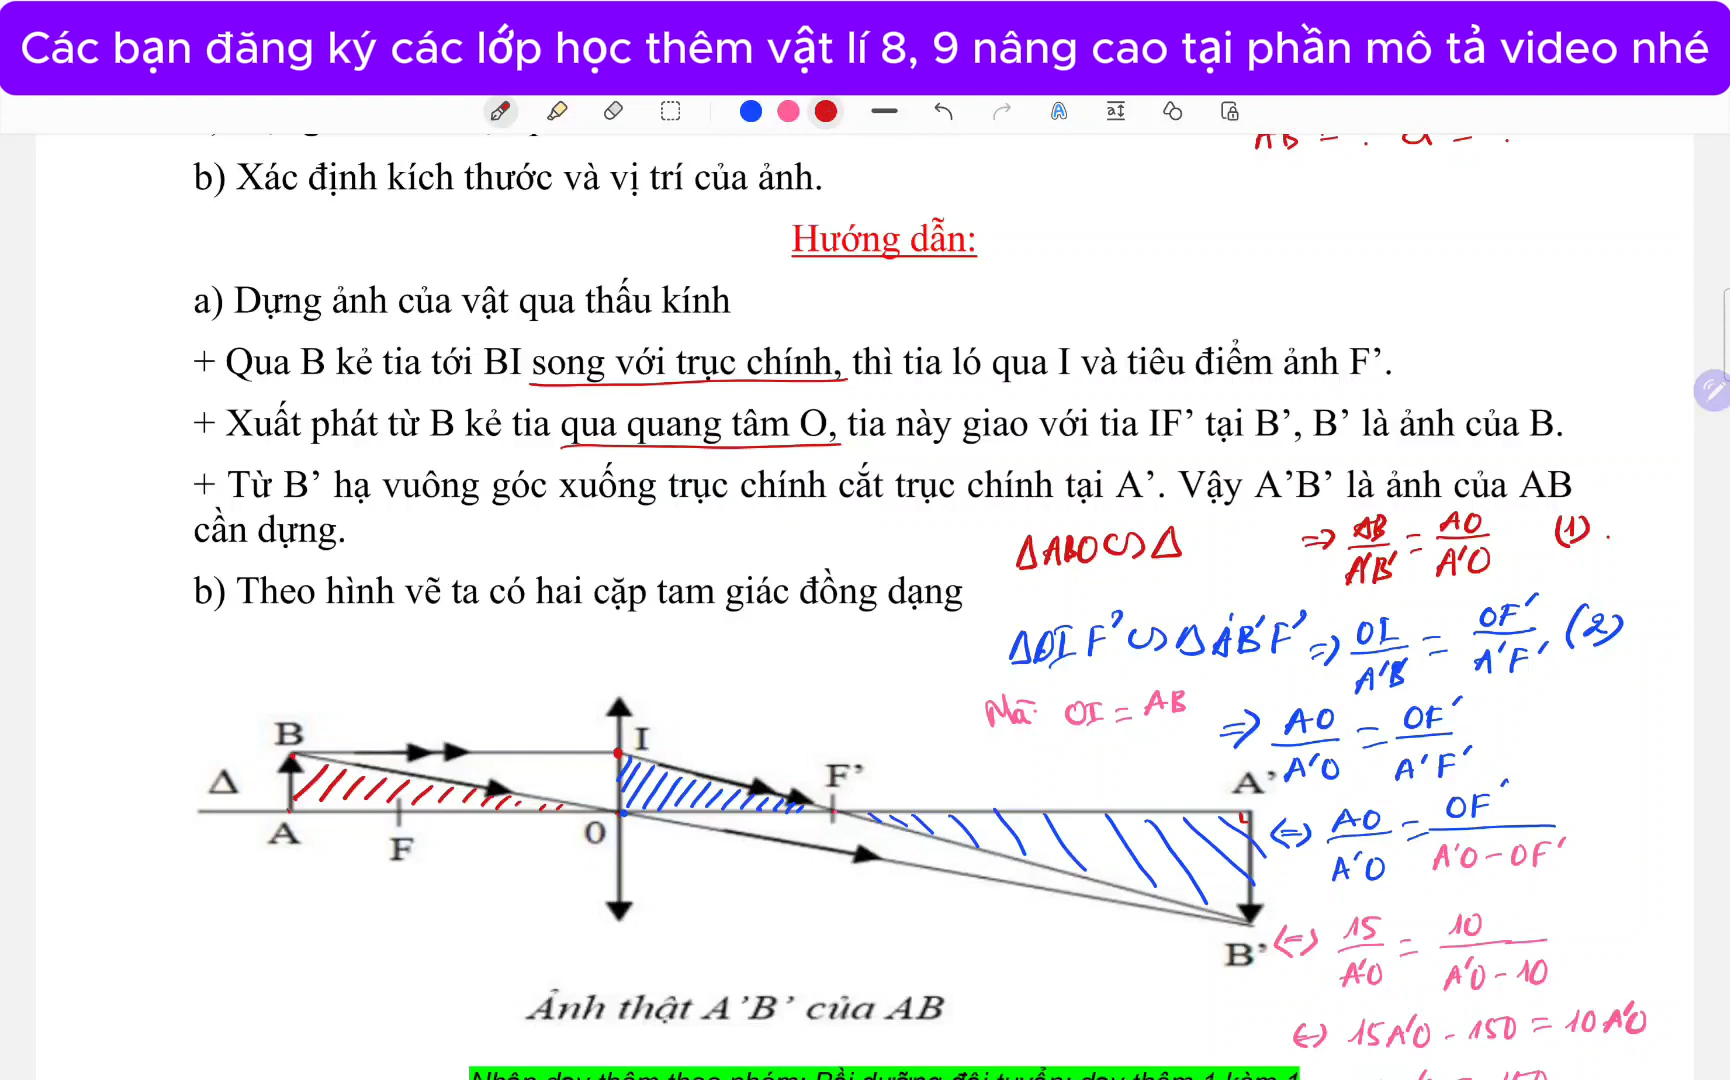 Các bạn đăng ký các lớp học thêm vật lí 8, 9 nâng cao tại phần mô tả video nhé
b) Xác định kích thước và vị trí của ảnh.
Hướng dẫn:
a) Dựng ảnh của vật qua thấu kính
+ Qua B kẻ tia tới BI song với trục chính, thì tia ló qua I và tiêu điểm ảnh F’.
+ Xuất phát từ B kẻ tia qua quang tâm O, tia này giao với tia IF’ tại B’, B’ là ảnh của B.
+ Từ B’ hạ vuông góc xuống trục chính cắt trục chính tại A’. Vậy A’B’ là ảnh của AB
cần dựng.
ΔABO ∽ Δ => AB/A'B' = AO/A'O (1).
b) Theo hình vẽ ta có hai cặp tam giác đồng dạng
ΔOIF' ∽ ΔA'B'F' => OI/A'B' = OF'/A'F' (2)
Mà: OI = AB
=> AO/A'O = OF'/A'F'
<=> AO/A'O = OF'/A'O-OF'
<=> 15/A'O = 10/A'O-10
<=> 15A'O - 150 = 10A'O
B
I
Δ
F’
A’
A
F
O
B’
Ảnh thật A’B’ của AB